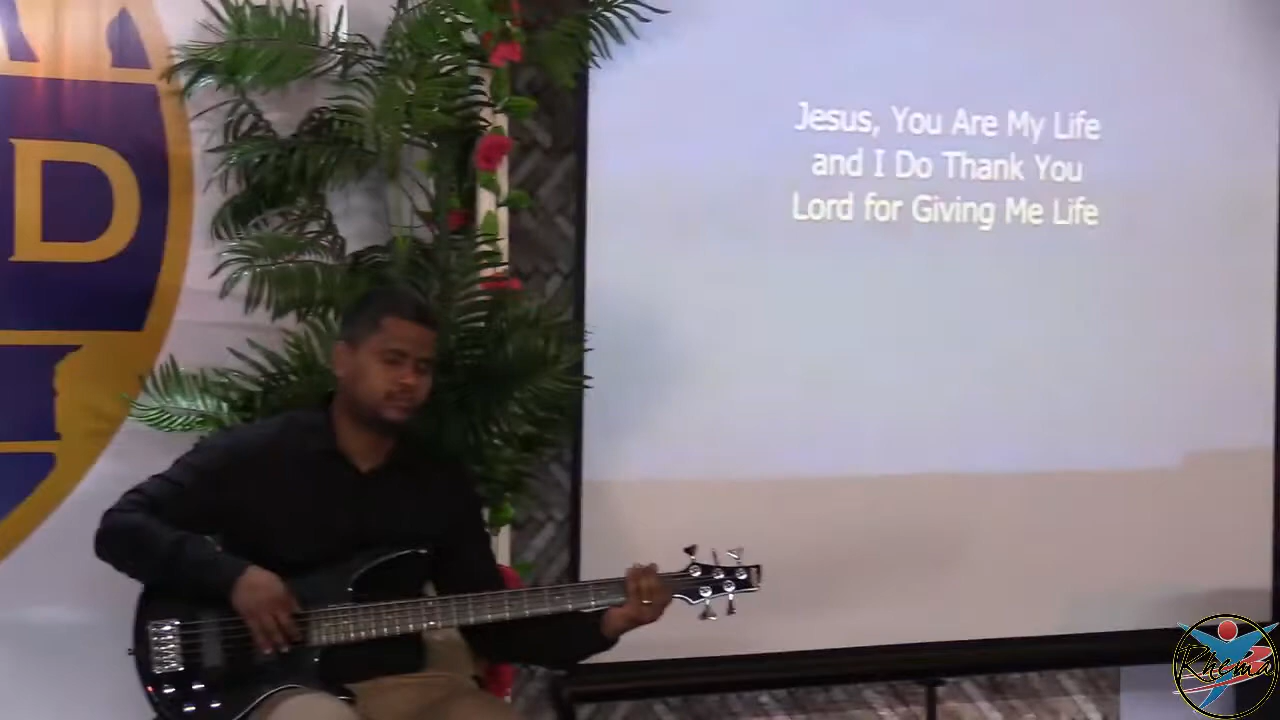 Jesus, You Are My Life
and I Do Thank You
Lord for Giving Me Life
D
Rhema